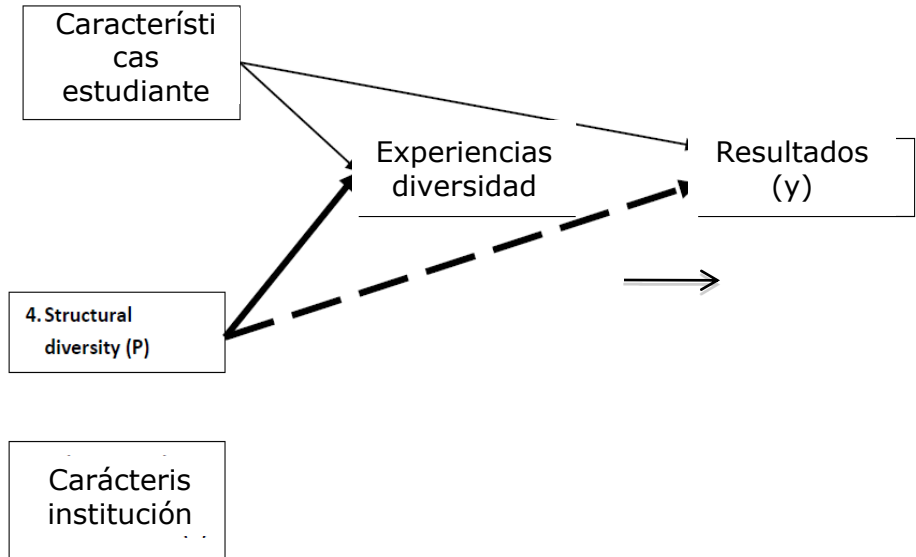 Característi
cas
estudiante
Experiencias
diversidad
Resultados
(y)
4. Structural
diversity (P)
Carácteris
institución